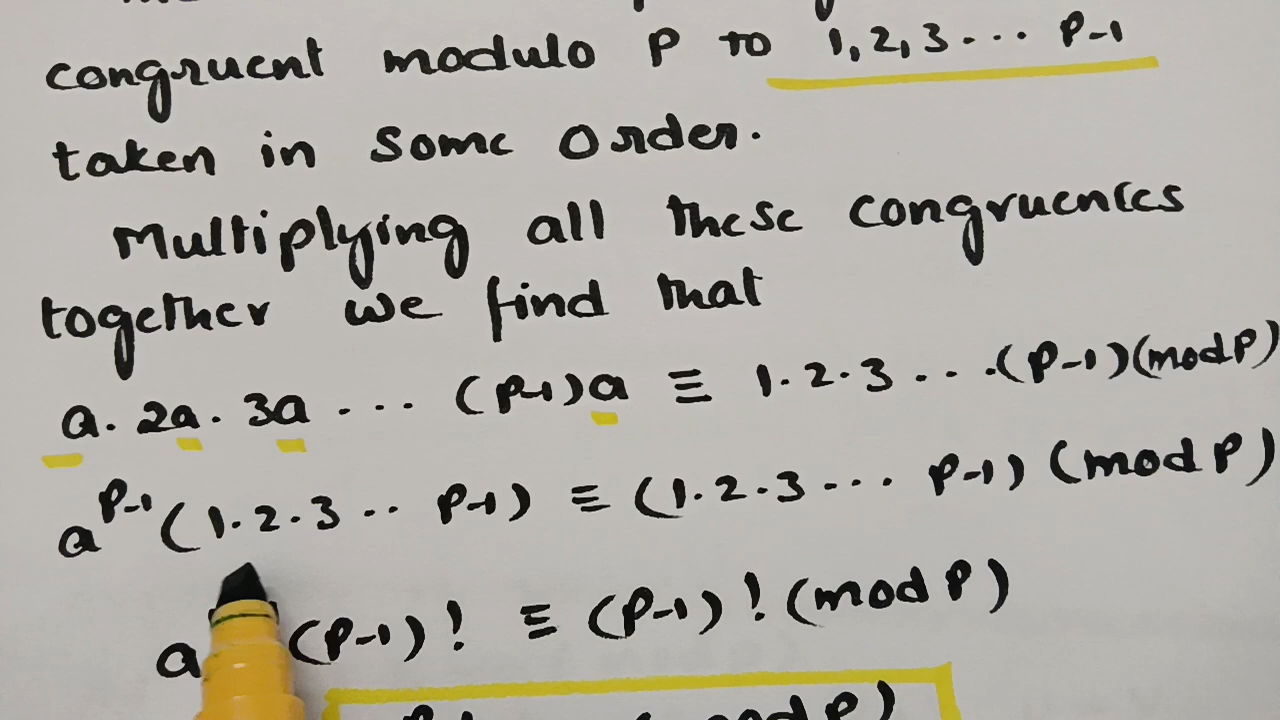 congruent modulo P to 1, 2, 3 ... P-1
taken in some order.
Multiplying all these congruencies
together we find that
a. 2a. 3a .... (P-1)a ≡ 1.2.3 ....(P-1)(mod P)
a^{P-1} (1.2.3 .. P-1) ≡ (1.2.3 ... P-1) (mod P)
a (P-1)! ≡ (P-1)! (mod P)
mod P)